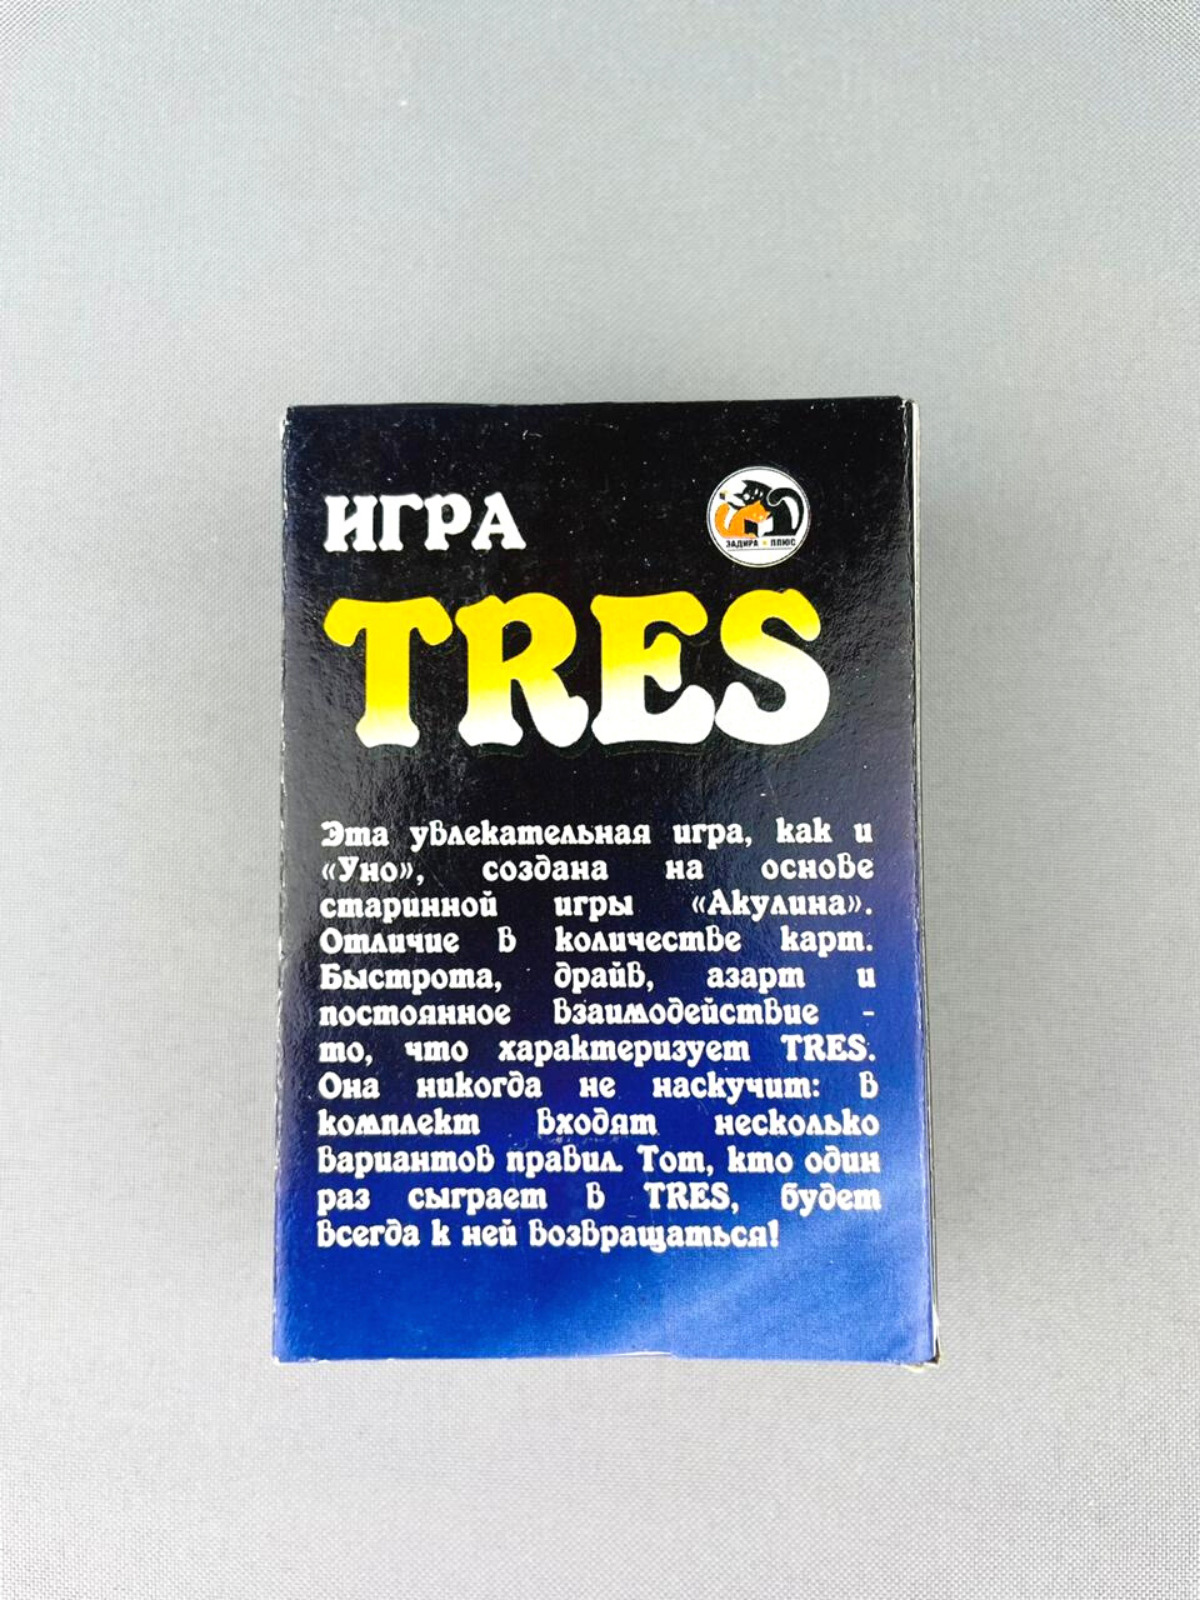 ИГРА
ЗАДИРА • ПЛЮС
TRES
Эта увлекательная игра, как и
«Уно», создана на основе
старинной игры «Акулина».
Отличие в количестве карт.
Быстрота, драйв, азарт и
постоянное взаимодействие -
то, что характеризует TRES.
Она никогда не наскучит: в
комплект входят несколько
вариантов правил. Тот, кто один
раз сыграет в TRES, будет
всегда к ней возвращаться!